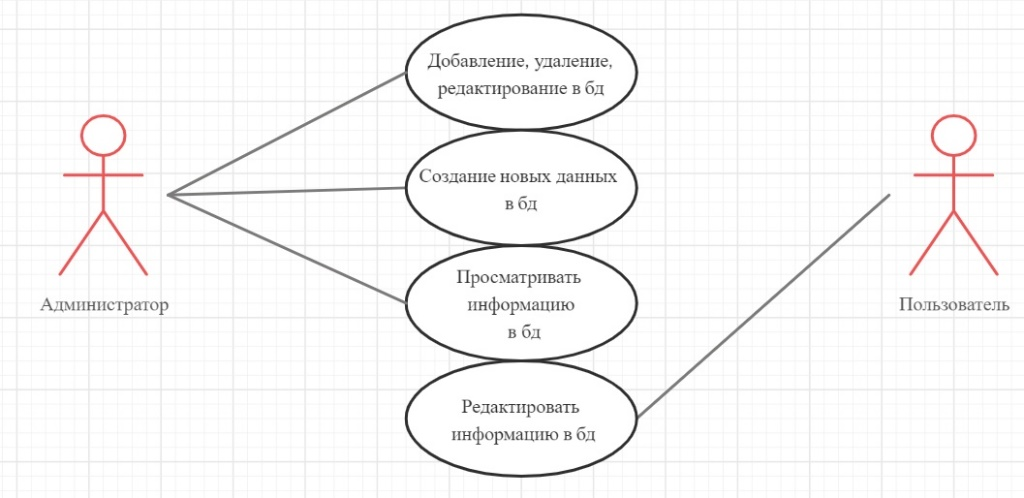 Добавление, удаление,
редактирование в бд
Создание новых данных
в бд
Просматривать
информацию
в бд
Администратор
Пользователь
Редактировать
информацию в бд